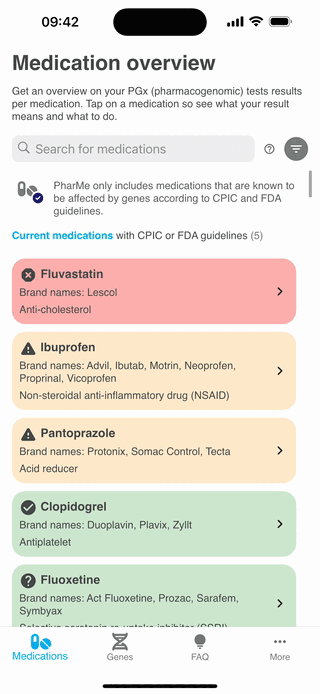 09:42
Medication overview
Get an overview on your PGx (pharmacogenomic) tests results
per medication. Tap on a medication so see what your result
means and what to do.
Search for medications
PharMe only includes medications that are known to
be affected by genes according to CPIC and FDA
guidelines.
Current medications with CPIC or FDA guidelines (5)
Fluvastatin
Brand names: Lescol
Anti-cholesterol
Ibuprofen
Brand names: Advil, Ibutab, Motrin, Neoprofen,
Proprinal, Vicoprofen
Non-steroidal anti-inflammatory drug (NSAID)
Pantoprazole
Brand names: Protonix, Somac Control, Tecta
Acid reducer
Clopidogrel
Brand names: Duoplavin, Plavix, Zyllt
Antiplatelet
Fluoxetine
Brand names: Act Fluoxetine, Prozac, Sarafem,
Symbyax
Medications
Genes
FAQ
More